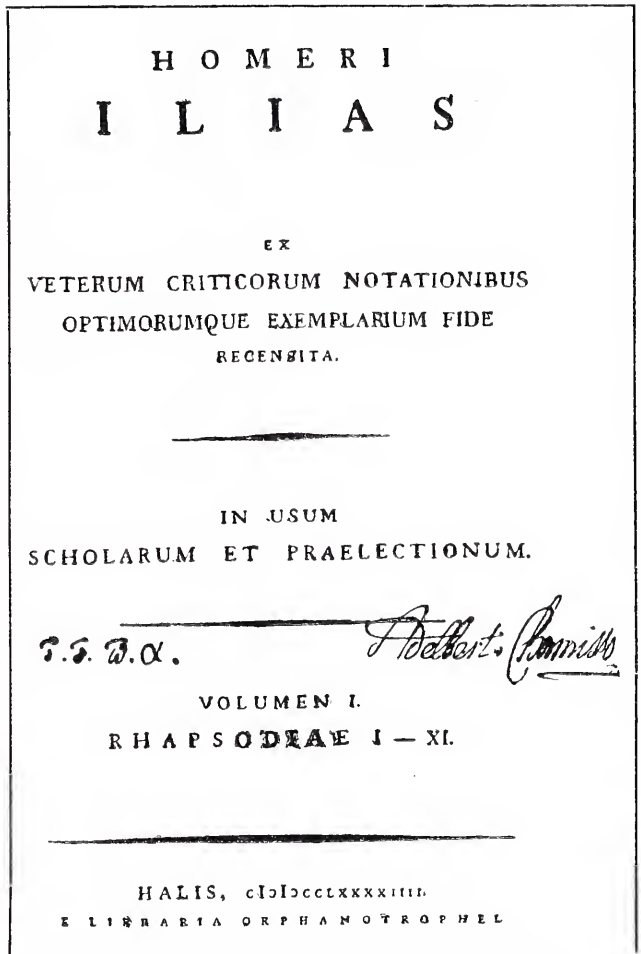 HOMERI
ILIAS
EX
VETERUM CRITICORUM NOTATIONIBUS
OPTIMORUMQUE EXEMPLARIUM FIDE
RECENSITA.
IN USUM
SCHOLARUM ET PRAELECTIONUM.
Adelbert. Chamisso
VOLUMEN I.
RHAPSODIAE I — XI.
HALIS, cIↄIↄccLxxxxiiii.
E LIBRARIA ORPHANOTROPHEI.